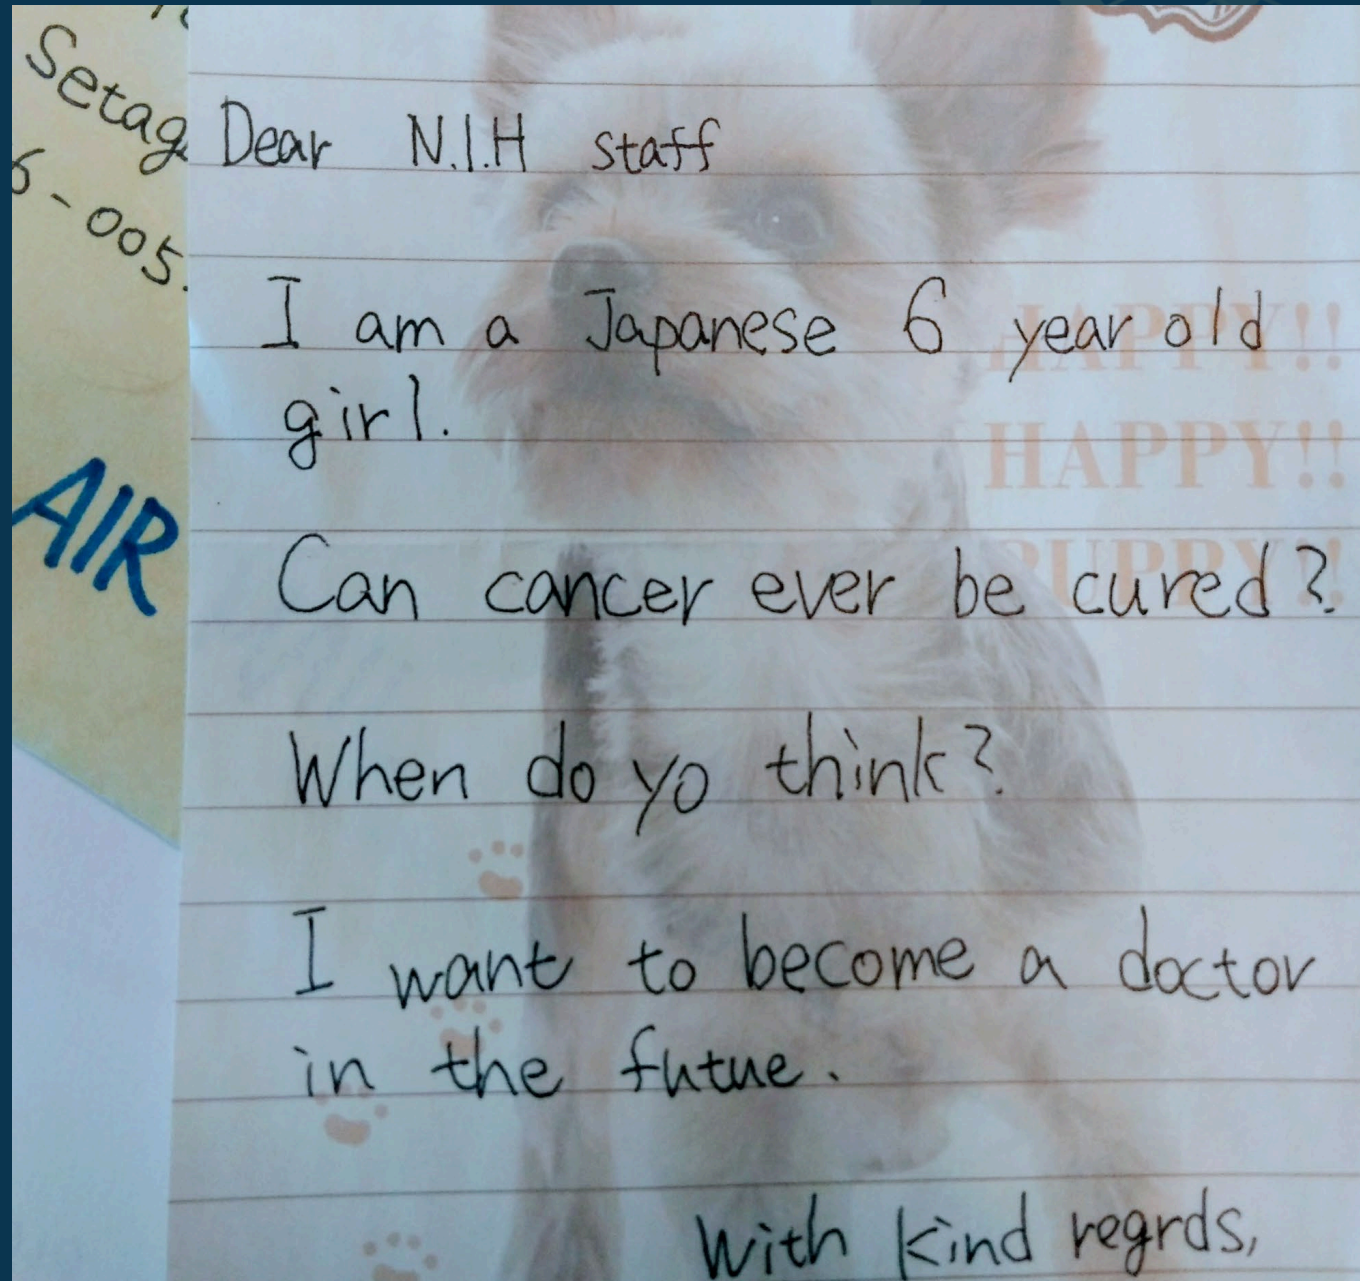 Setag
6-005.
AIR
Dear N.I.H staff
I am a Japanese 6 year old
girl.
Can cancer ever be cured?
When do yo think?
I want to become a doctor
in the futue.
With kind regrds,
HAPPY!!
HAPPY!!
PUPPY!!